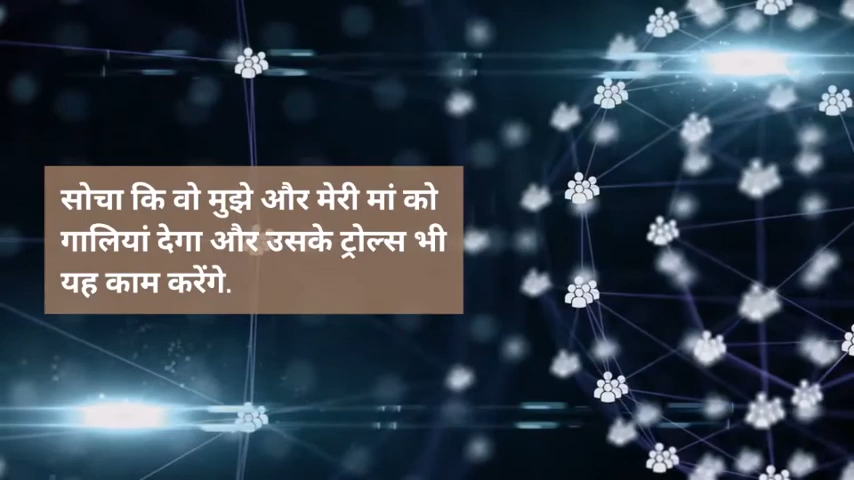 सोचा कि वो मुझे और मेरी मां को
गालियां देगा और उसके ट्रोल्स भी
यह काम करेंगे.